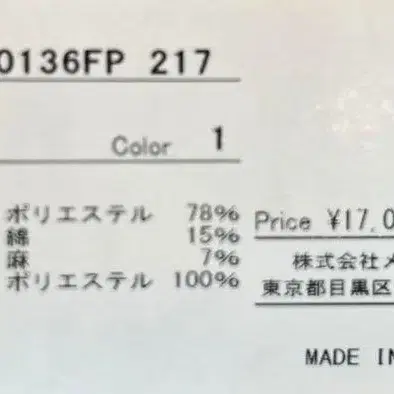 0136FP 217
Color 1
ポリエステル 78%
綿 15%
麻 7%
ポリエステル 100%
Price ¥17,0
株式会社メ
東京都目黒区
MADE IN